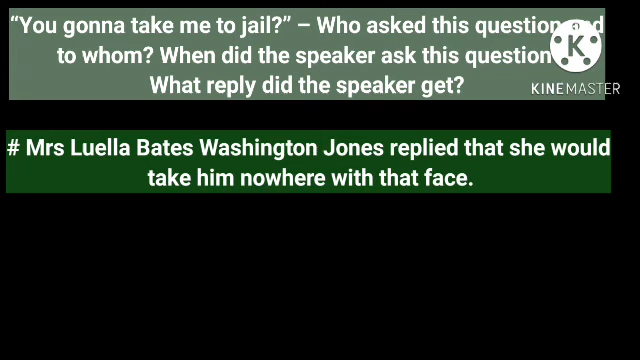 “You gonna take me to jail?” – Who asked this question and
to whom? When did the speaker ask this question
What reply did the speaker get?
KINEMASTER
# Mrs Luella Bates Washington Jones replied that she would
take him nowhere with that face.